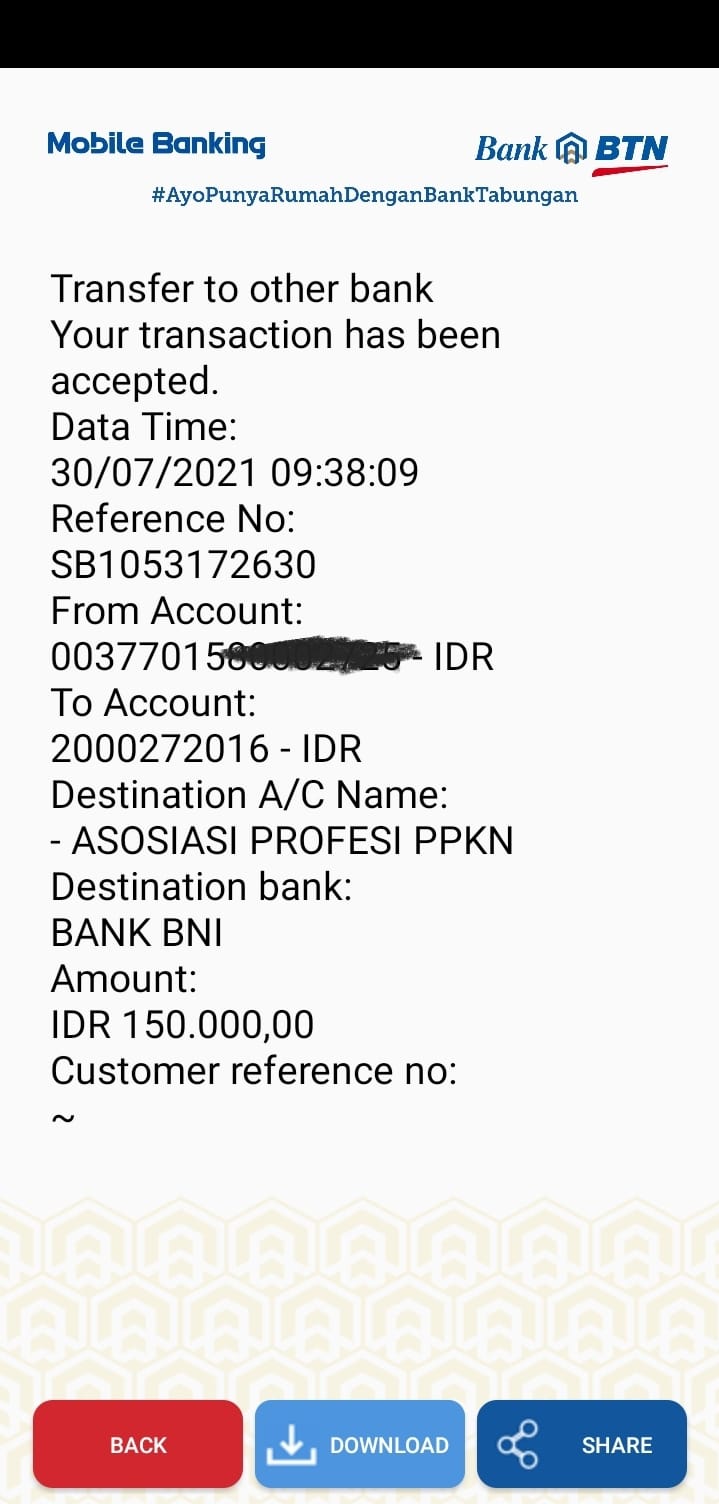 Mobile Banking
Bank BTN
#AyoPunyaRumahDenganBankTabungan
Transfer to other bank
Your transaction has been
accepted.
Data Time:
30/07/2021 09:38:09
Reference No:
SB1053172630
From Account:
00377015 - IDR
To Account:
2000272016 - IDR
Destination A/C Name:
- ASOSIASI PROFESI PPKN
Destination bank:
BANK BNI
Amount:
IDR 150.000,00
Customer reference no:
~
BACK
DOWNLOAD
SHARE